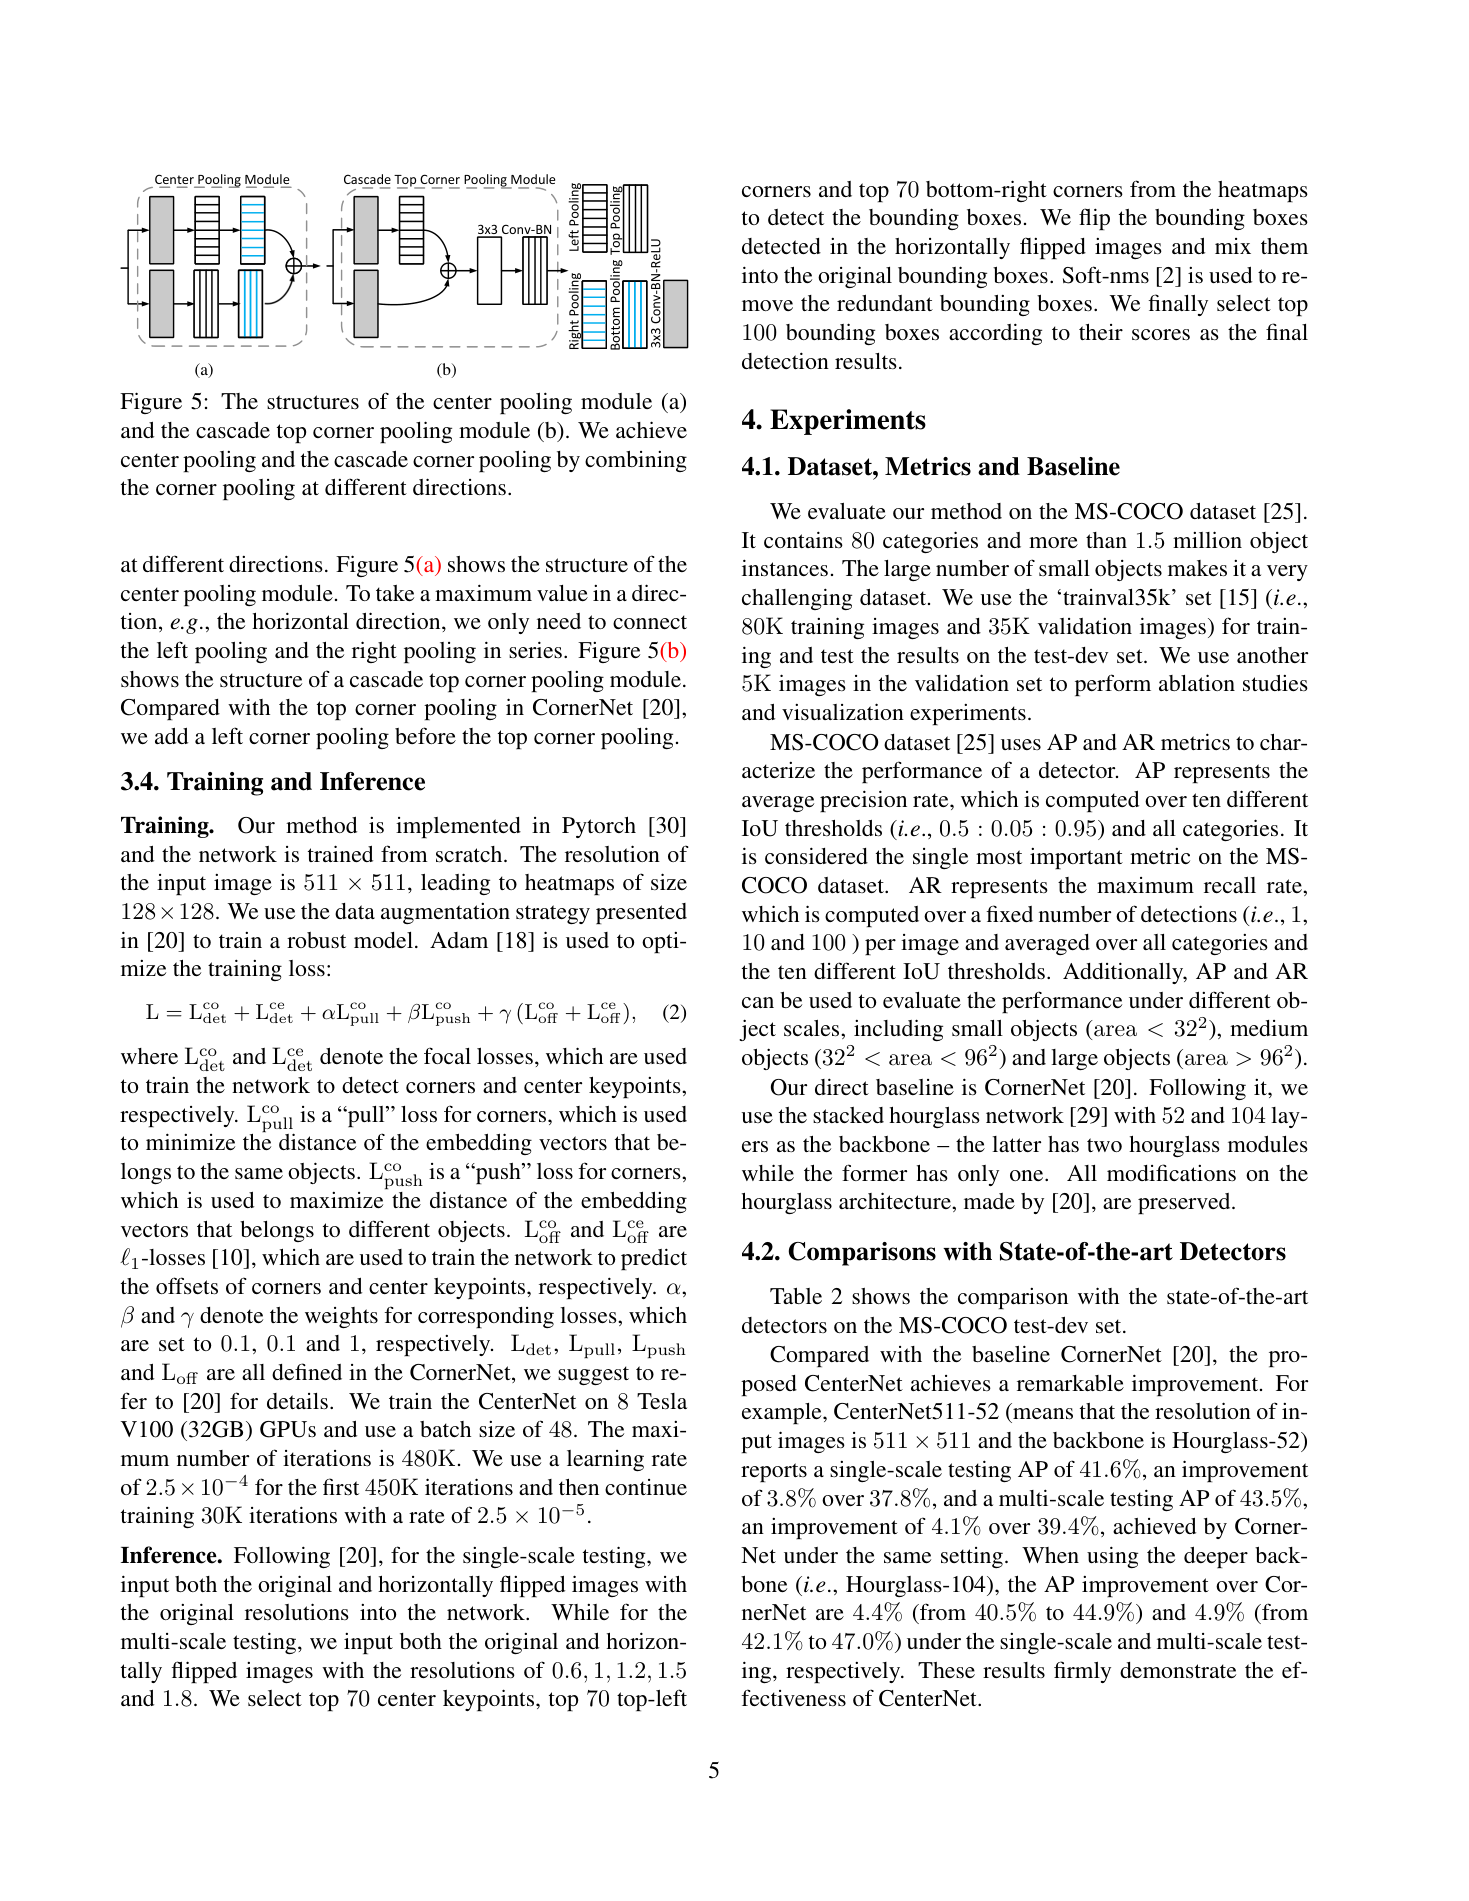 Center Pooling Module
Cascade Top Corner Pooling Module
3x3 Conv-BN
Left Pooling
Top Pooling
Right Pooling
Bottom Pooling
3x3 Conv-BN-ReLU
(a)
(b)
Figure 5: The structures of the center pooling module (a)
and the cascade top corner pooling module (b). We achieve
center pooling and the cascade corner pooling by combining
the corner pooling at different directions.
at different directions. Figure 5(a) shows the structure of the
center pooling module. To take a maximum value in a direc-
tion, e.g., the horizontal direction, we only need to connect
the left pooling and the right pooling in series. Figure 5(b)
shows the structure of a cascade top corner pooling module.
Compared with the top corner pooling in CornerNet [20],
we add a left corner pooling before the top corner pooling.
3.4. Training and Inference
Training. Our method is implemented in Pytorch [30]
and the network is trained from scratch. The resolution of
the input image is 511 × 511, leading to heatmaps of size
128 × 128. We use the data augmentation strategy presented
in [20] to train a robust model. Adam [18] is used to opti-
mize the training loss:
L = L^co_det + L^ce_det + αL^co_pull + βL^co_push + γ (L^co_off + L^ce_off), (2)
where L^co_det and L^ce_det denote the focal losses, which are used
to train the network to detect corners and center keypoints,
respectively. L^co_pull is a “pull” loss for corners, which is used
to minimize the distance of the embedding vectors that be-
longs to the same objects. L^co_push is a “push” loss for corners,
which is used to maximize the distance of the embedding
vectors that belongs to different objects. L^co_off and L^ce_off are
ℓ₁-losses [10], which are used to train the network to predict
the offsets of corners and center keypoints, respectively. α,
β and γ denote the weights for corresponding losses, which
are set to 0.1, 0.1 and 1, respectively. L_det, L_pull, L_push
and L_off are all defined in the CornerNet, we suggest to re-
fer to [20] for details. We train the CenterNet on 8 Tesla
V100 (32GB) GPUs and use a batch size of 48. The maxi-
mum number of iterations is 480K. We use a learning rate
of 2.5 × 10⁻⁴ for the first 450K iterations and then continue
training 30K iterations with a rate of 2.5 × 10⁻⁵.
Inference. Following [20], for the single-scale testing, we
input both the original and horizontally flipped images with
the original resolutions into the network. While for the
multi-scale testing, we input both the original and horizon-
tally flipped images with the resolutions of 0.6, 1, 1.2, 1.5
and 1.8. We select top 70 center keypoints, top 70 top-left
corners and top 70 bottom-right corners from the heatmaps
to detect the bounding boxes. We flip the bounding boxes
detected in the horizontally flipped images and mix them
into the original bounding boxes. Soft-nms [2] is used to re-
move the redundant bounding boxes. We finally select top
100 bounding boxes according to their scores as the final
detection results.
4. Experiments
4.1. Dataset, Metrics and Baseline
We evaluate our method on the MS-COCO dataset [25].
It contains 80 categories and more than 1.5 million object
instances. The large number of small objects makes it a very
challenging dataset. We use the ‘trainval35k’ set [15] (i.e.,
80K training images and 35K validation images) for train-
ing and test the results on the test-dev set. We use another
5K images in the validation set to perform ablation studies
and visualization experiments.
MS-COCO dataset [25] uses AP and AR metrics to char-
acterize the performance of a detector. AP represents the
average precision rate, which is computed over ten different
IoU thresholds (i.e., 0.5 : 0.05 : 0.95) and all categories. It
is considered the single most important metric on the MS-
COCO dataset. AR represents the maximum recall rate,
which is computed over a fixed number of detections (i.e., 1,
10 and 100 ) per image and averaged over all categories and
the ten different IoU thresholds. Additionally, AP and AR
can be used to evaluate the performance under different ob-
ject scales, including small objects (area < 32²), medium
objects (32² < area < 96²) and large objects (area > 96²).
Our direct baseline is CornerNet [20]. Following it, we
use the stacked hourglass network [29] with 52 and 104 lay-
ers as the backbone – the latter has two hourglass modules
while the former has only one. All modifications on the
hourglass architecture, made by [20], are preserved.
4.2. Comparisons with State-of-the-art Detectors
Table 2 shows the comparison with the state-of-the-art
detectors on the MS-COCO test-dev set.
Compared with the baseline CornerNet [20], the pro-
posed CenterNet achieves a remarkable improvement. For
example, CenterNet511-52 (means that the resolution of in-
put images is 511 × 511 and the backbone is Hourglass-52)
reports a single-scale testing AP of 41.6%, an improvement
of 3.8% over 37.8%, and a multi-scale testing AP of 43.5%,
an improvement of 4.1% over 39.4%, achieved by Corner-
Net under the same setting. When using the deeper back-
bone (i.e., Hourglass-104), the AP improvement over Cor-
nerNet are 4.4% (from 40.5% to 44.9%) and 4.9% (from
42.1% to 47.0%) under the single-scale and multi-scale test-
ing, respectively. These results firmly demonstrate the ef-
fectiveness of CenterNet.
5